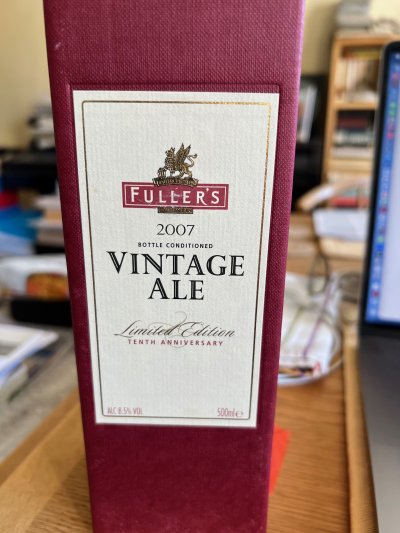 FULLER'S
2007
BOTTLE CONDITIONED
VINTAGE
ALE
Limited Edition
TENTH ANNIVERSARY
ALC 8.5% VOL 500ml e